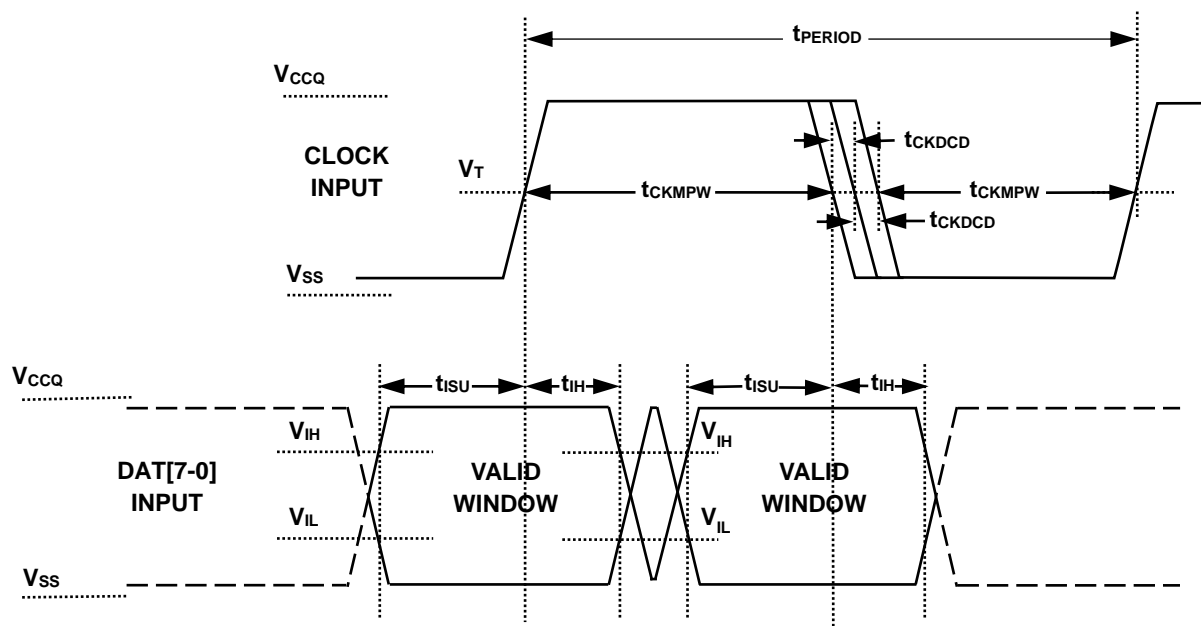 tPERIOD
VCCQ
tCKDCD
CLOCK
INPUT
VT
tCKMPW
tCKMPW
tCKDCD
VSS
VCCQ
tISU
tIH
tISU
tIH
VIH
VIH
DAT[7-0]
INPUT
VALID
WINDOW
VALID
WINDOW
VIL
VIL
VSS